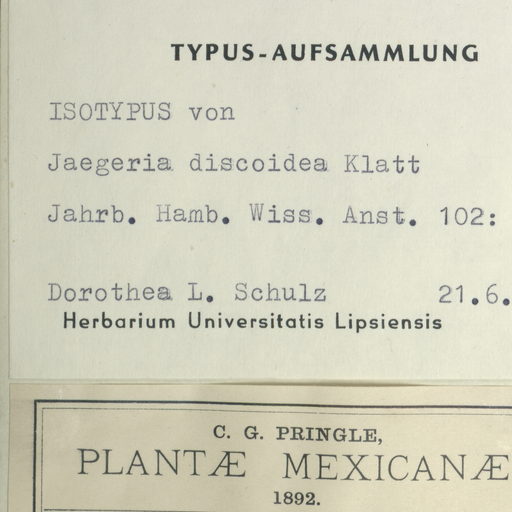 TYPUS-AUFSAMMLUNG
ISOTYPUS von
Jaegeria discoidea Klatt
Jahrb. Hamb. Wiss. Anst. 102:
Dorothea L. Schulz 21.6.
Herbarium Universitatis Lipsiensis
C. G. PRINGLE,
PLANTÆ MEXICANÆ
1892.